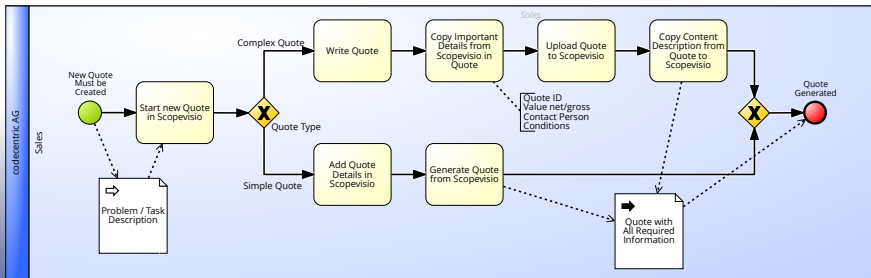 Sales
codecentric AG
Sales
New Quote
Must be
Created
Start new Quote
in Scopevisio
Problem / Task
Description
Complex Quote
Quote Type
Simple Quote
Write Quote
Copy Important
Details from
Scopevisio in
Quote
Quote ID
Value net/gross
Contact Person
Conditions
Upload Quote
to Scopevisio
Copy Content
Description from
Quote to
Scopevisio
Add Quote
Details in
Scopevisio
Generate Quote
from Scopevisio
Quote with
All Required
Information
Quote
Generated